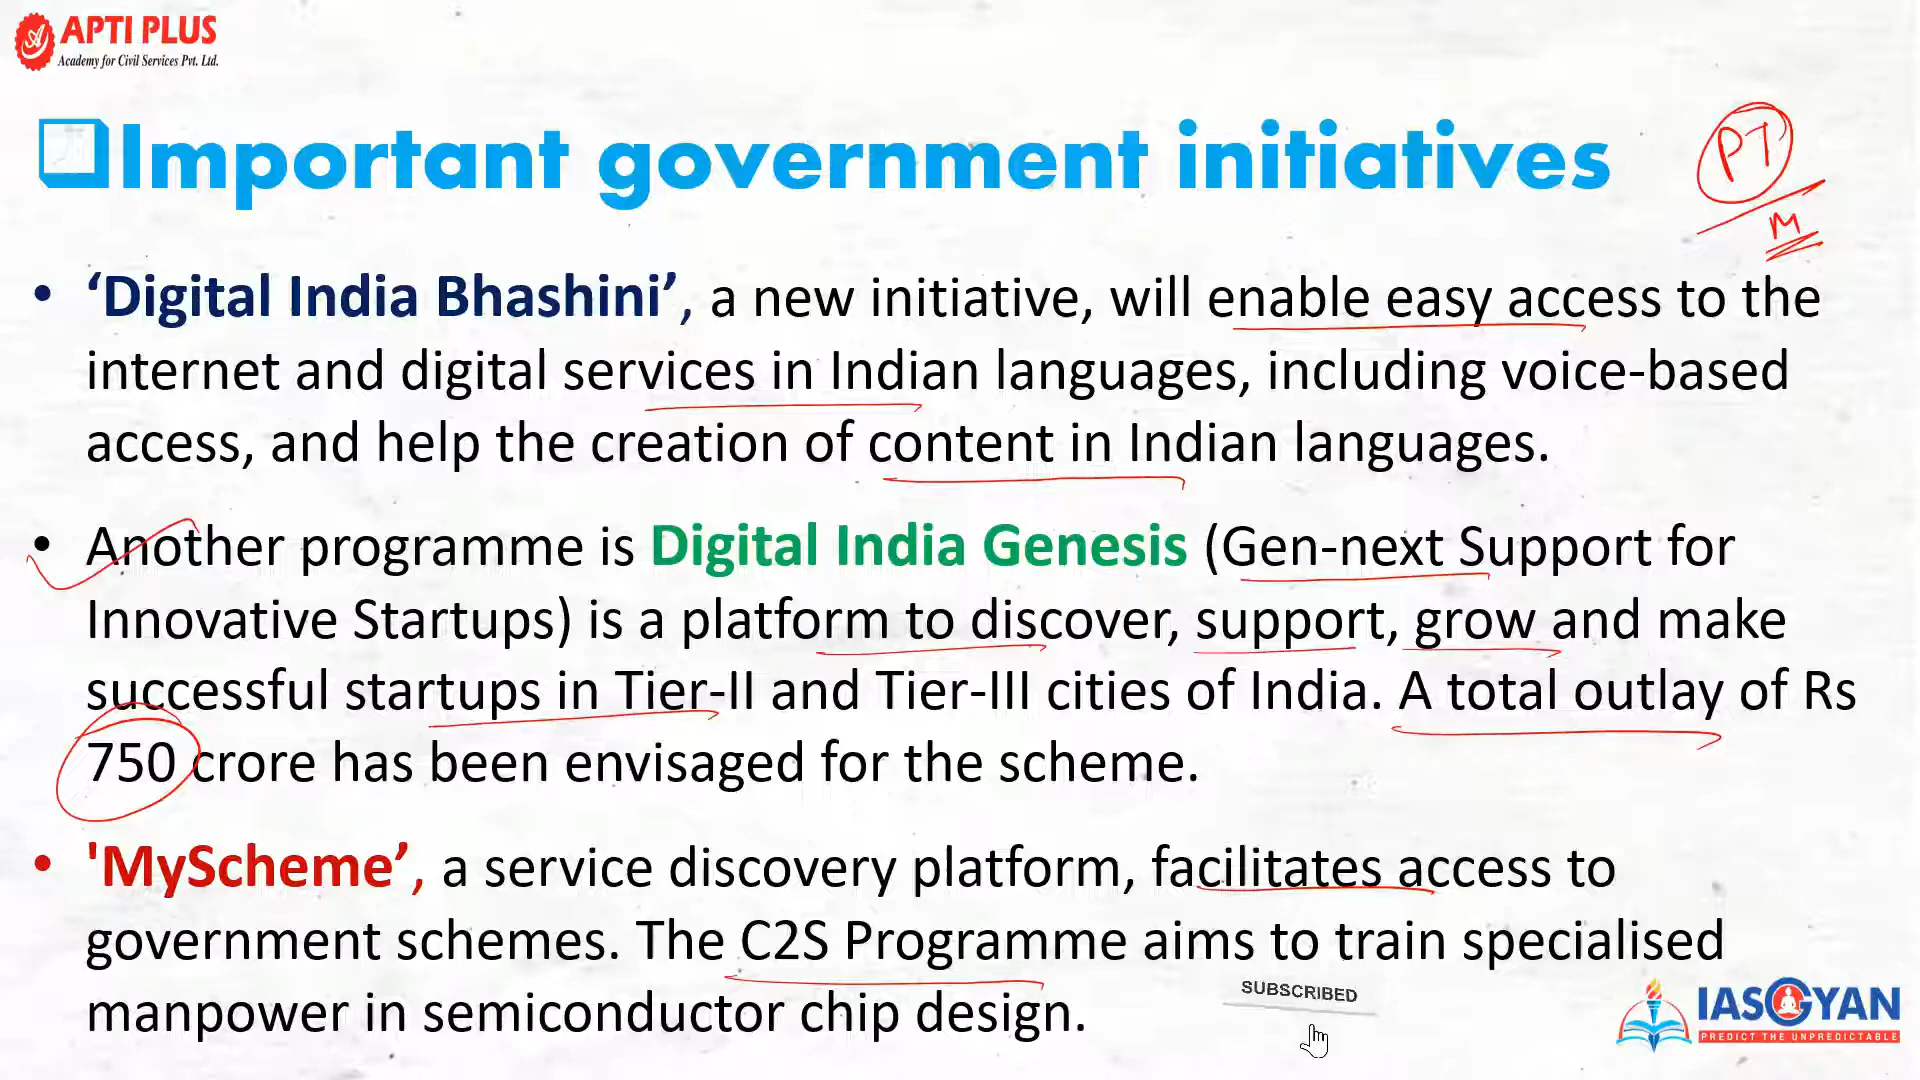 APTI PLUS
Academy for Civil Services Pvt. Ltd.
Important government initiatives
PT
M
• ‘Digital India Bhashini’, a new initiative, will enable easy access to the
internet and digital services in Indian languages, including voice-based
access, and help the creation of content in Indian languages.
• Another programme is Digital India Genesis (Gen-next Support for
Innovative Startups) is a platform to discover, support, grow and make
successful startups in Tier-II and Tier-III cities of India. A total outlay of Rs
750 crore has been envisaged for the scheme.
• 'MyScheme’, a service discovery platform, facilitates access to
government schemes. The C2S Programme aims to train specialised
manpower in semiconductor chip design.
SUBSCRIBED
IASGYAN
PREDICT THE UNPREDICTABLE